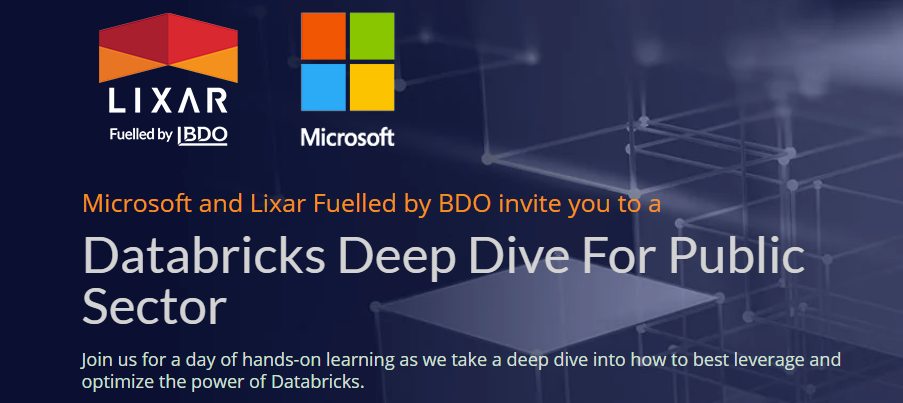 LIXAR
Fuelled by BDO
Microsoft
Microsoft and Lixar Fuelled by BDO invite you to a
Databricks Deep Dive For Public
Sector
Join us for a day of hands-on learning as we take a deep dive into how to best leverage and
optimize the power of Databricks.